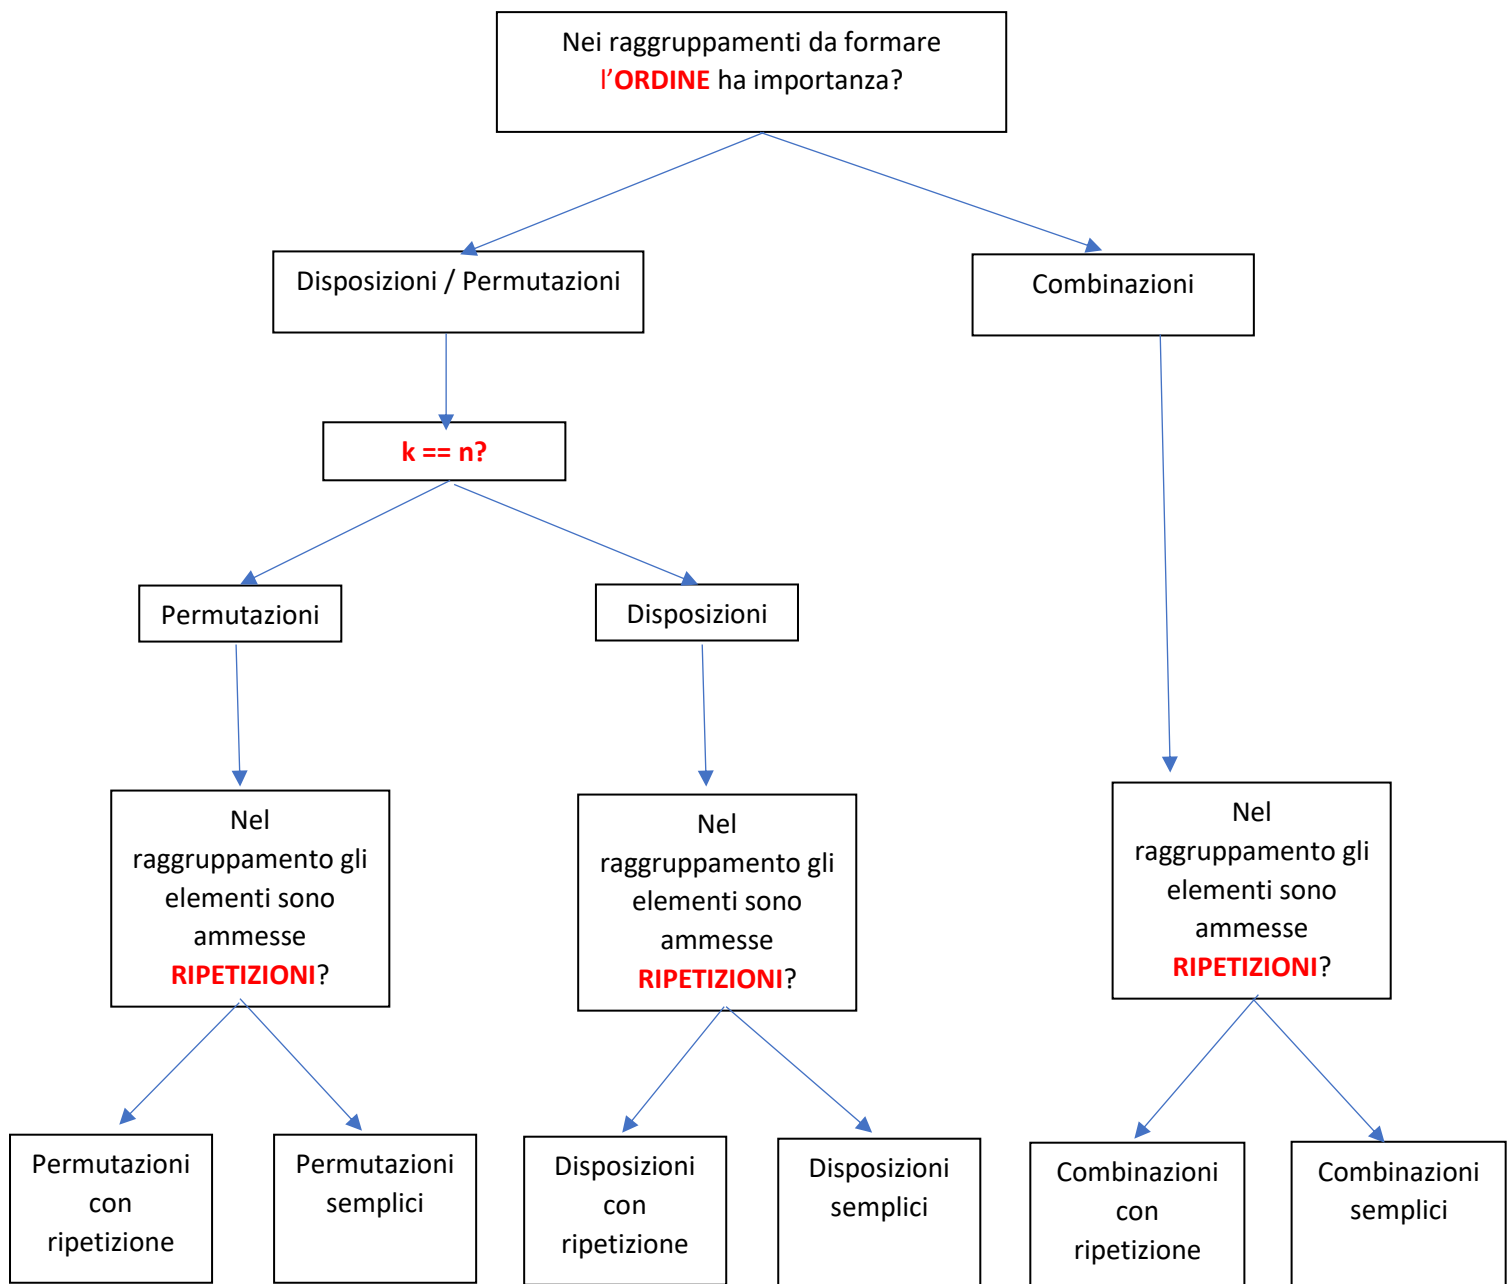 Nei raggruppamenti da formare
l’ORDINE ha importanza?
Disposizioni / Permutazioni
Combinazioni
k == n?
Permutazioni
Disposizioni
Nel
raggruppamento gli
elementi sono
ammesse
RIPETIZIONI?
Nel
raggruppamento gli
elementi sono
ammesse
RIPETIZIONI?
Nel
raggruppamento gli
elementi sono
ammesse
RIPETIZIONI?
Permutazioni
con
ripetizione
Permutazioni
semplici
Disposizioni
con
ripetizione
Disposizioni
semplici
Combinazioni
con
ripetizione
Combinazioni
semplici